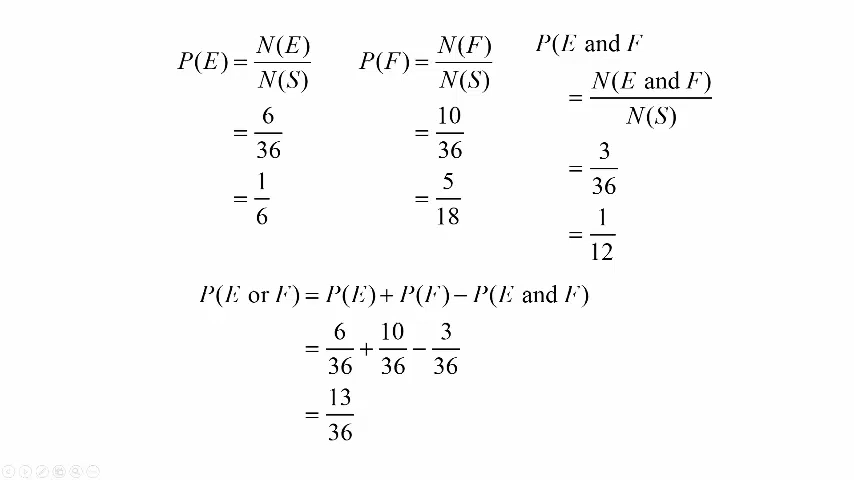 P(E) = N(E)/N(S)
= 6/36
= 1/6
P(F) = N(F)/N(S)
= 10/36
= 5/18
P(E and F
= N(E and F)/N(S)
= 3/36
= 1/12
P(E or F) = P(E) + P(F) − P(E and F)
= 6/36 + 10/36 − 3/36
= 13/36